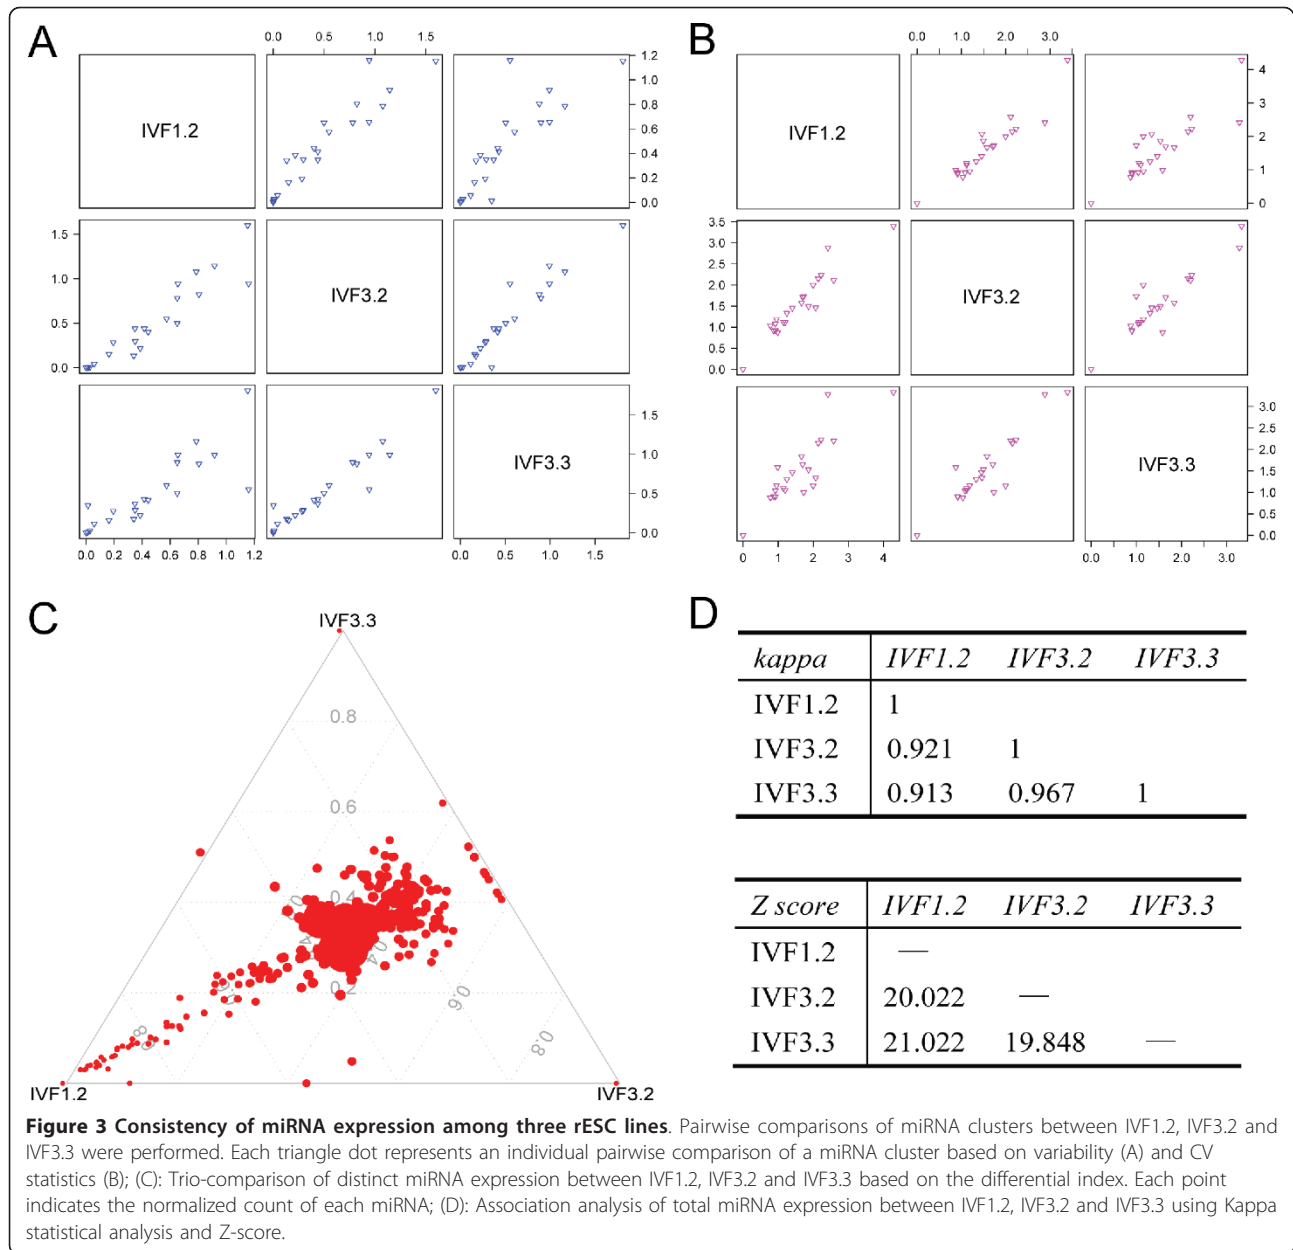 A
0.0 0.5 1.0 1.5
IVF1.2
0.0 0.2 0.4 0.6 0.8 1.0 1.2
0.0 0.5 1.0 1.5
IVF3.2
IVF3.3
0.0 0.5 1.0 1.5
0.0 0.2 0.4 0.6 0.8 1.0 1.2
0.0 0.5 1.0 1.5
B
0.0 1.0 2.0 3.0
IVF1.2
0 1 2 3 4
0.0 0.5 1.0 1.5 2.0 2.5 3.0 3.5
IVF3.2
IVF3.3
0.0 0.5 1.0 1.5 2.0 2.5 3.0
0 1 2 3 4
0.0 1.0 2.0 3.0
C
IVF3.3
0.8
0.6
0.4
0.2
0.6
0.8
0.4
0.8
IVF1.2
IVF3.2
D
kappa IVF1.2 IVF3.2 IVF3.3
IVF1.2 1
IVF3.2 0.921 1
IVF3.3 0.913 0.967 1
Z score IVF1.2 IVF3.2 IVF3.3
IVF1.2 —
IVF3.2 20.022 —
IVF3.3 21.022 19.848 —
Figure 3 Consistency of miRNA expression among three rESC lines. Pairwise comparisons of miRNA clusters between IVF1.2, IVF3.2 and
IVF3.3 were performed. Each triangle dot represents an individual pairwise comparison of a miRNA cluster based on variability (A) and CV
statistics (B); (C): Trio-comparison of distinct miRNA expression between IVF1.2, IVF3.2 and IVF3.3 based on the differential index. Each point
indicates the normalized count of each miRNA; (D): Association analysis of total miRNA expression between IVF1.2, IVF3.2 and IVF3.3 using Kappa
statistical analysis and Z-score.